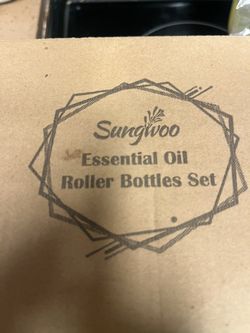 Sungwoo
Essential Oil
Roller Bottles Set